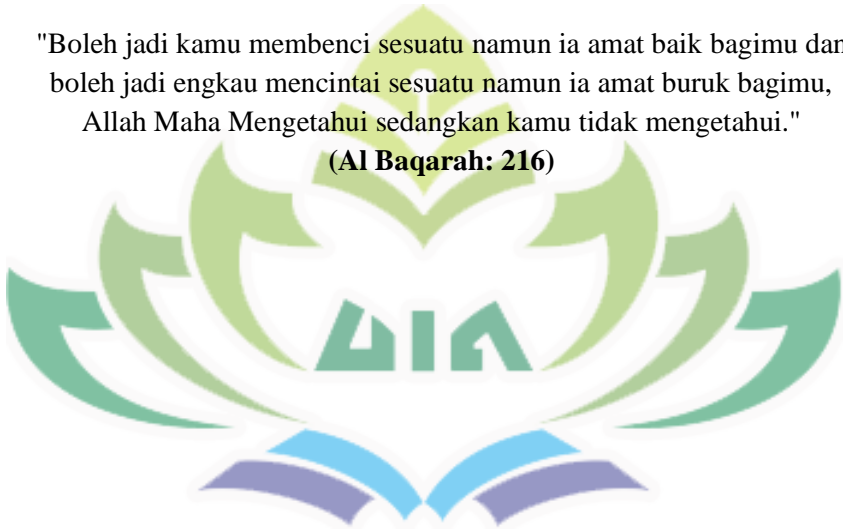 "Boleh jadi kamu membenci sesuatu namun ia amat baik bagimu dan
boleh jadi engkau mencintai sesuatu namun ia amat buruk bagimu,
Allah Maha Mengetahui sedangkan kamu tidak mengetahui."
(Al Baqarah: 216)